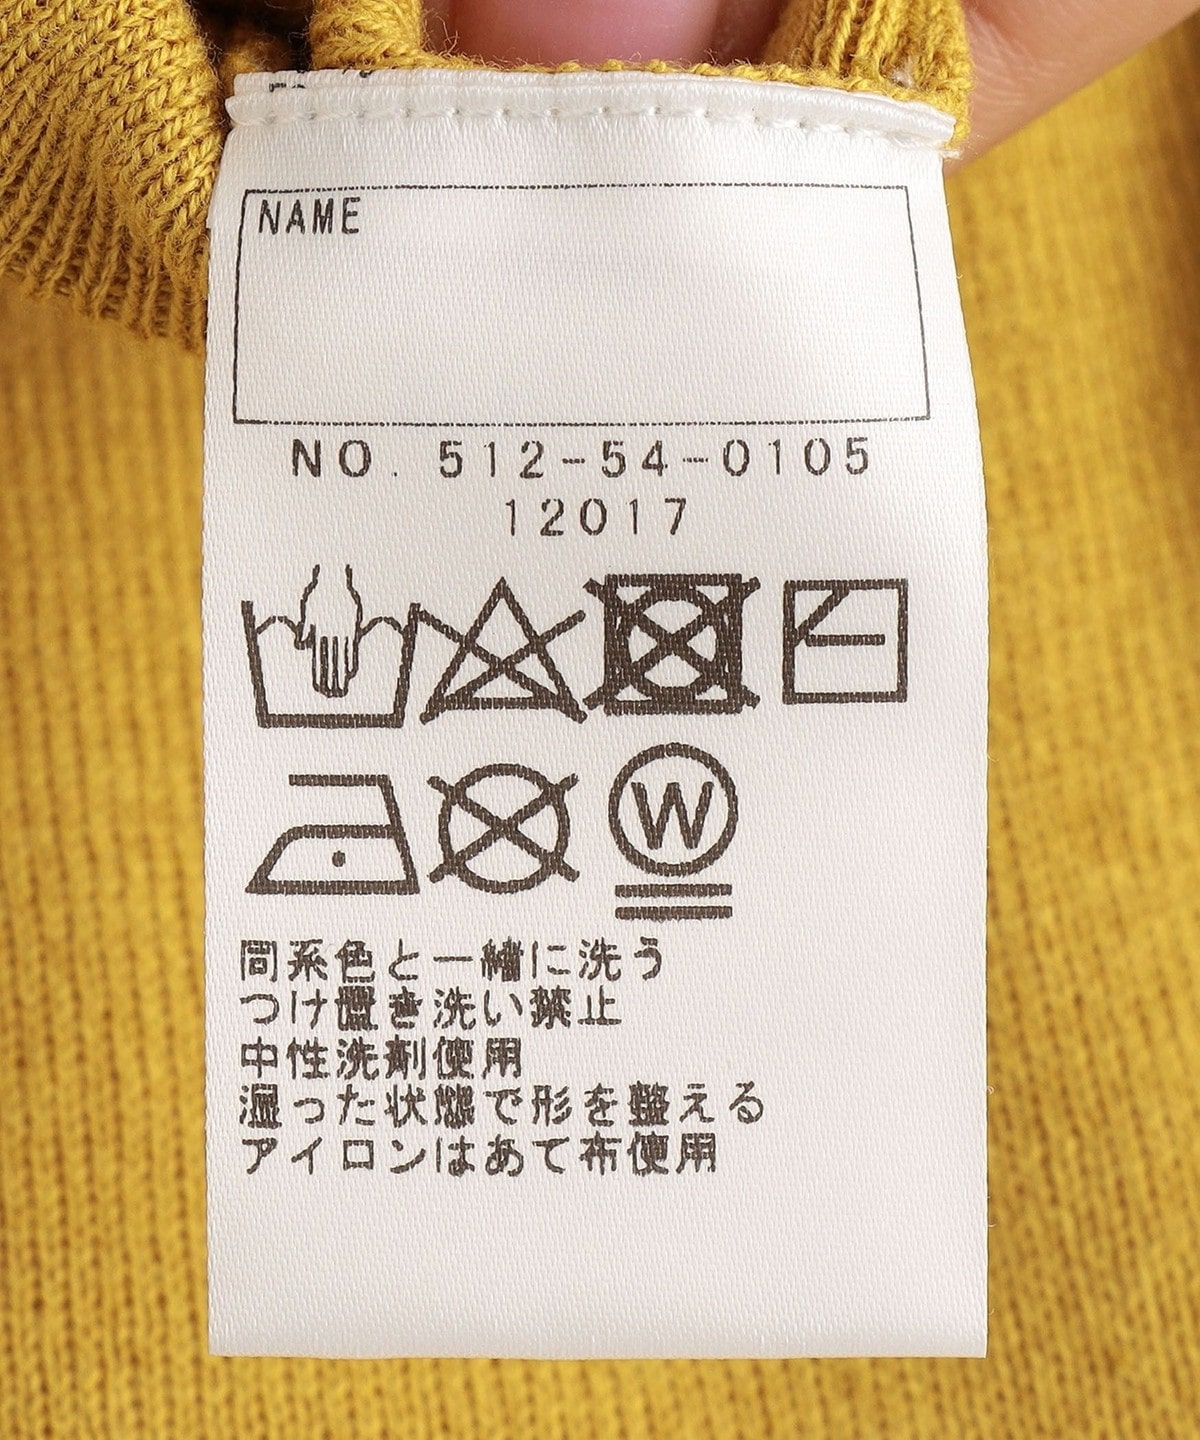 NAME
NO. 512-54-0105
12017
W
同系色と一緒に洗う
つけ置き洗い禁止
中性洗剤使用
湿った状態で形を整える
アイロンはあて布使用